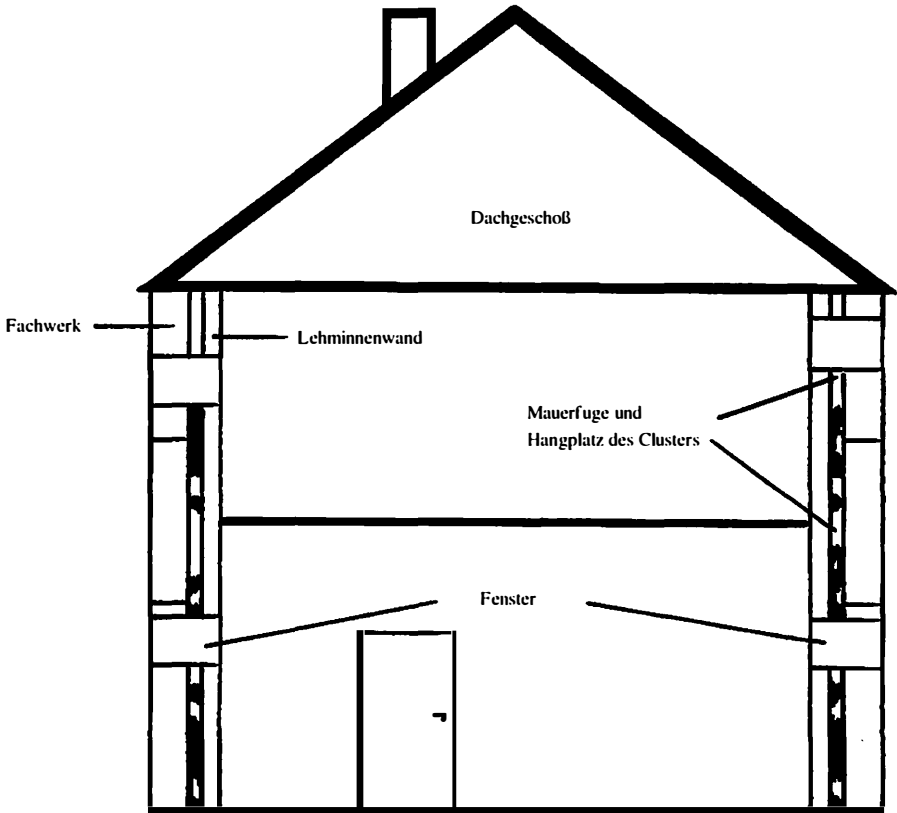 Dachgeschoß
Fachwerk
Lehminnenwand
Mauerfuge und
Hangplatz des Clusters
Fenster